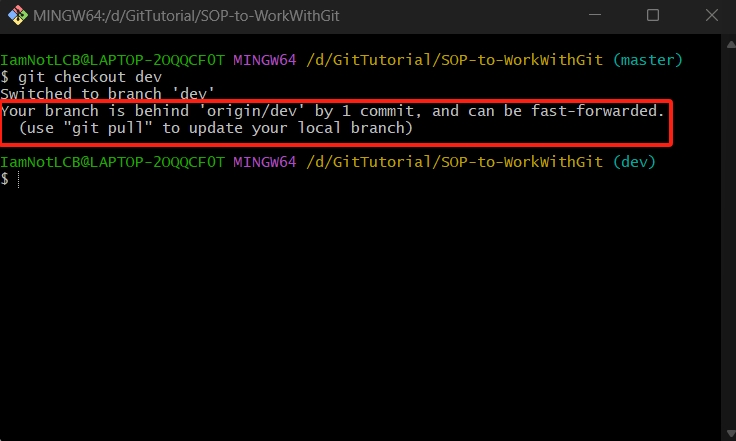 MINGW64:/d/GitTutorial/SOP-to-WorkWithGit
IamNotLCB@LAPTOP-2OQQCF0T MINGW64 /d/GitTutorial/SOP-to-WorkWithGit (master)
$ git checkout dev
Switched to branch 'dev'
Your branch is behind 'origin/dev' by 1 commit, and can be fast-forwarded.
  (use "git pull" to update your local branch)
IamNotLCB@LAPTOP-2OQQCF0T MINGW64 /d/GitTutorial/SOP-to-WorkWithGit (dev)
$